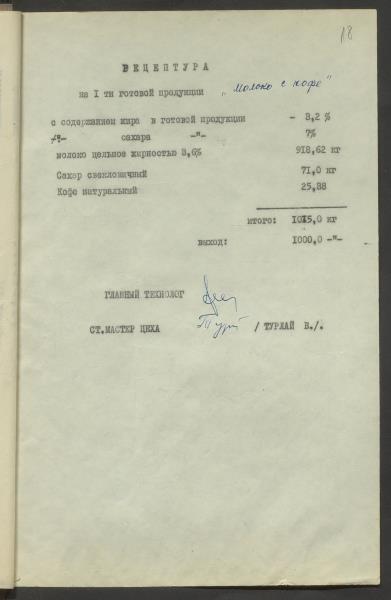 18
РЕЦЕПТУРА
на I тн готовой продукции „Молоко с кофе"
с содержанием жира в готовой продукции - 3,2 %
-"- сахара -"- 7%
молоко цельное жирностью 3,6% 918,62 кг
Сахар свекловичный 71,0 кг
Кофе натуральный 25,38
итого: 1015,0 кг
выход: 1000,0 -"-
ГЛАВНЫЙ ТЕХНОЛОГ
СТ.МАСТЕР ЦЕХА / ТУРЛАЙ В./.